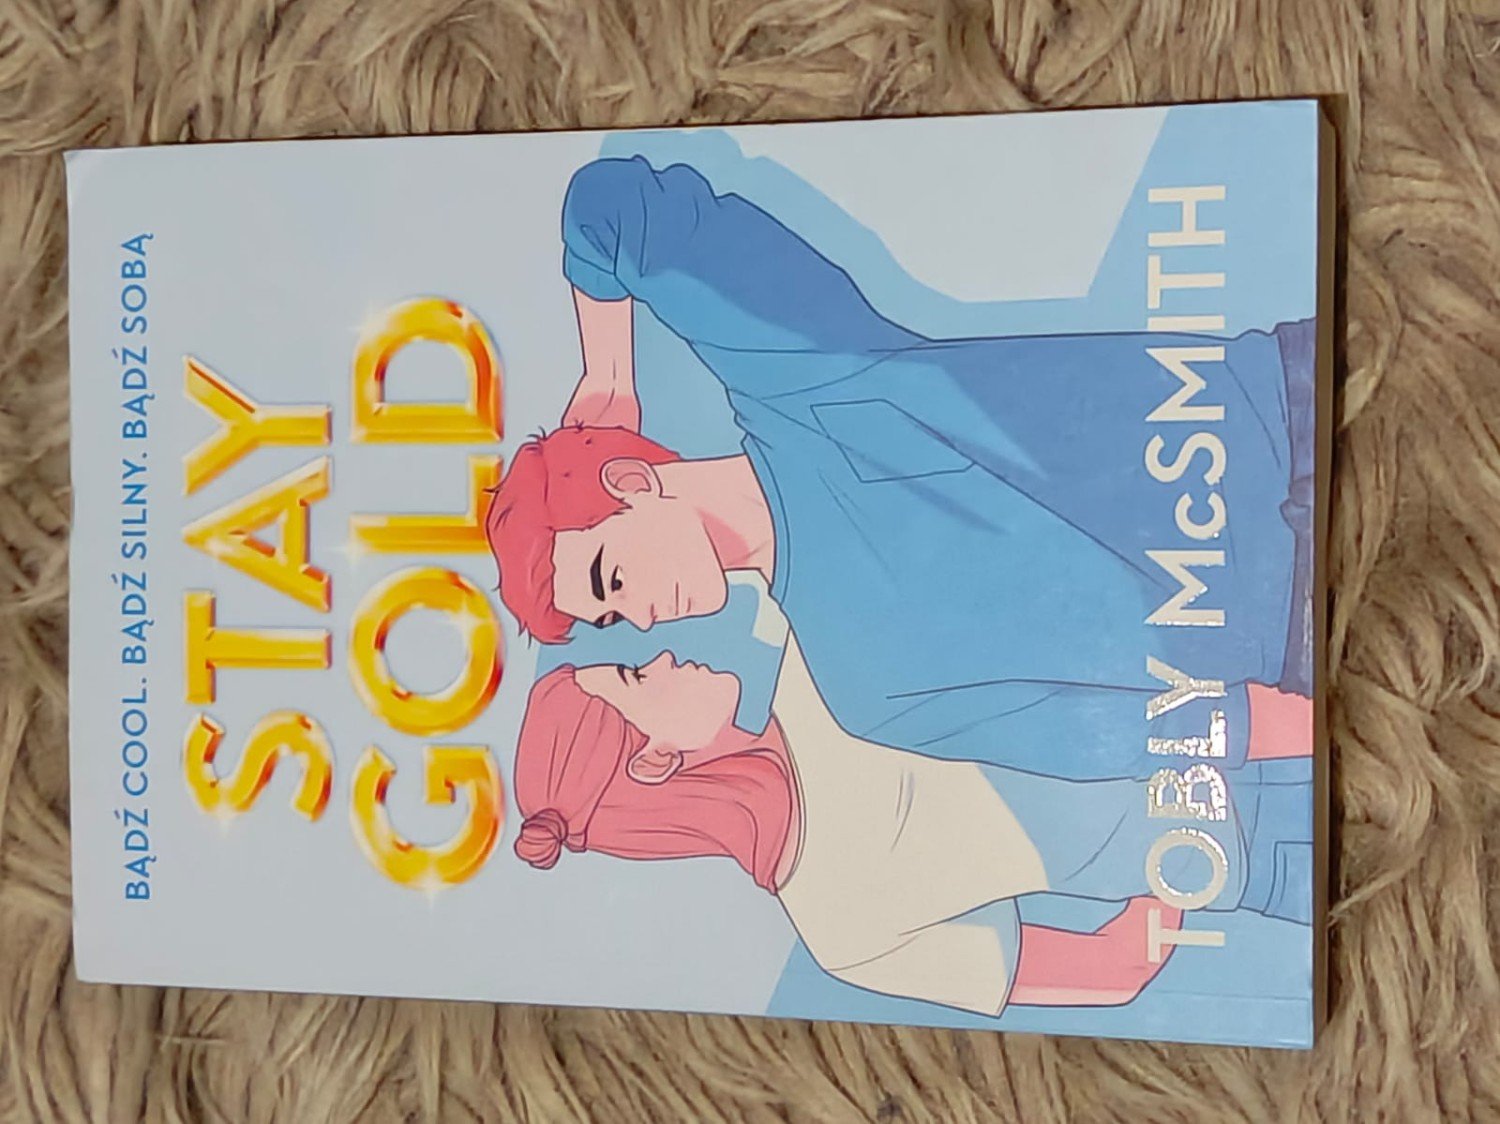 BĄDŹ COOL. BĄDŹ SILNY. BĄDŹ SOBĄ
STAY
GOLD
TOBLY McSMITH